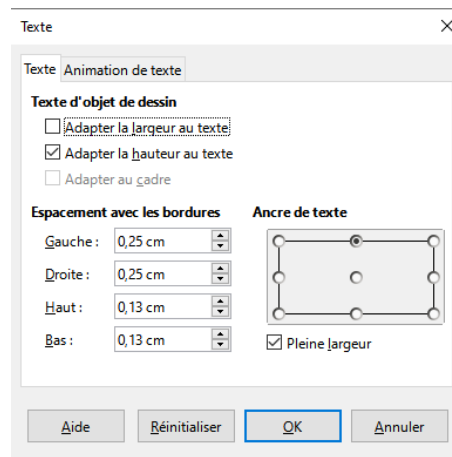 Texte
Texte Animation de texte
Texte d'objet de dessin
Adapter la largeur au texte
Adapter la hauteur au texte
Adapter au cadre
Espacement avec les bordures Ancre de texte
Gauche : 0,25 cm
Droite : 0,25 cm
Haut : 0,13 cm
Bas : 0,13 cm
Pleine largeur
Aide Réinitialiser OK Annuler